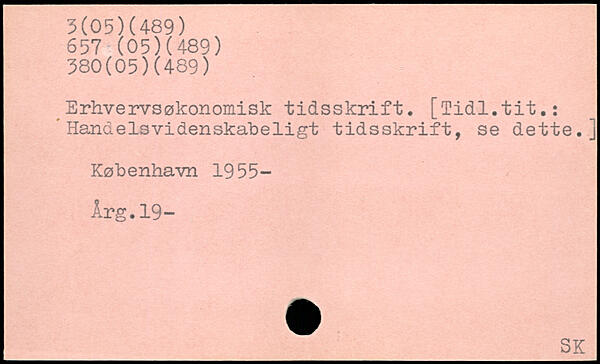 3(05)(489)
657 (05)(489)
380(05)(489)
Erhvervsøkonomisk tidsskrift. [Tidl.tit.:
Handelsvidenskabeligt tidsskrift, se dette.]
København 1955-
Årg.19-
SK